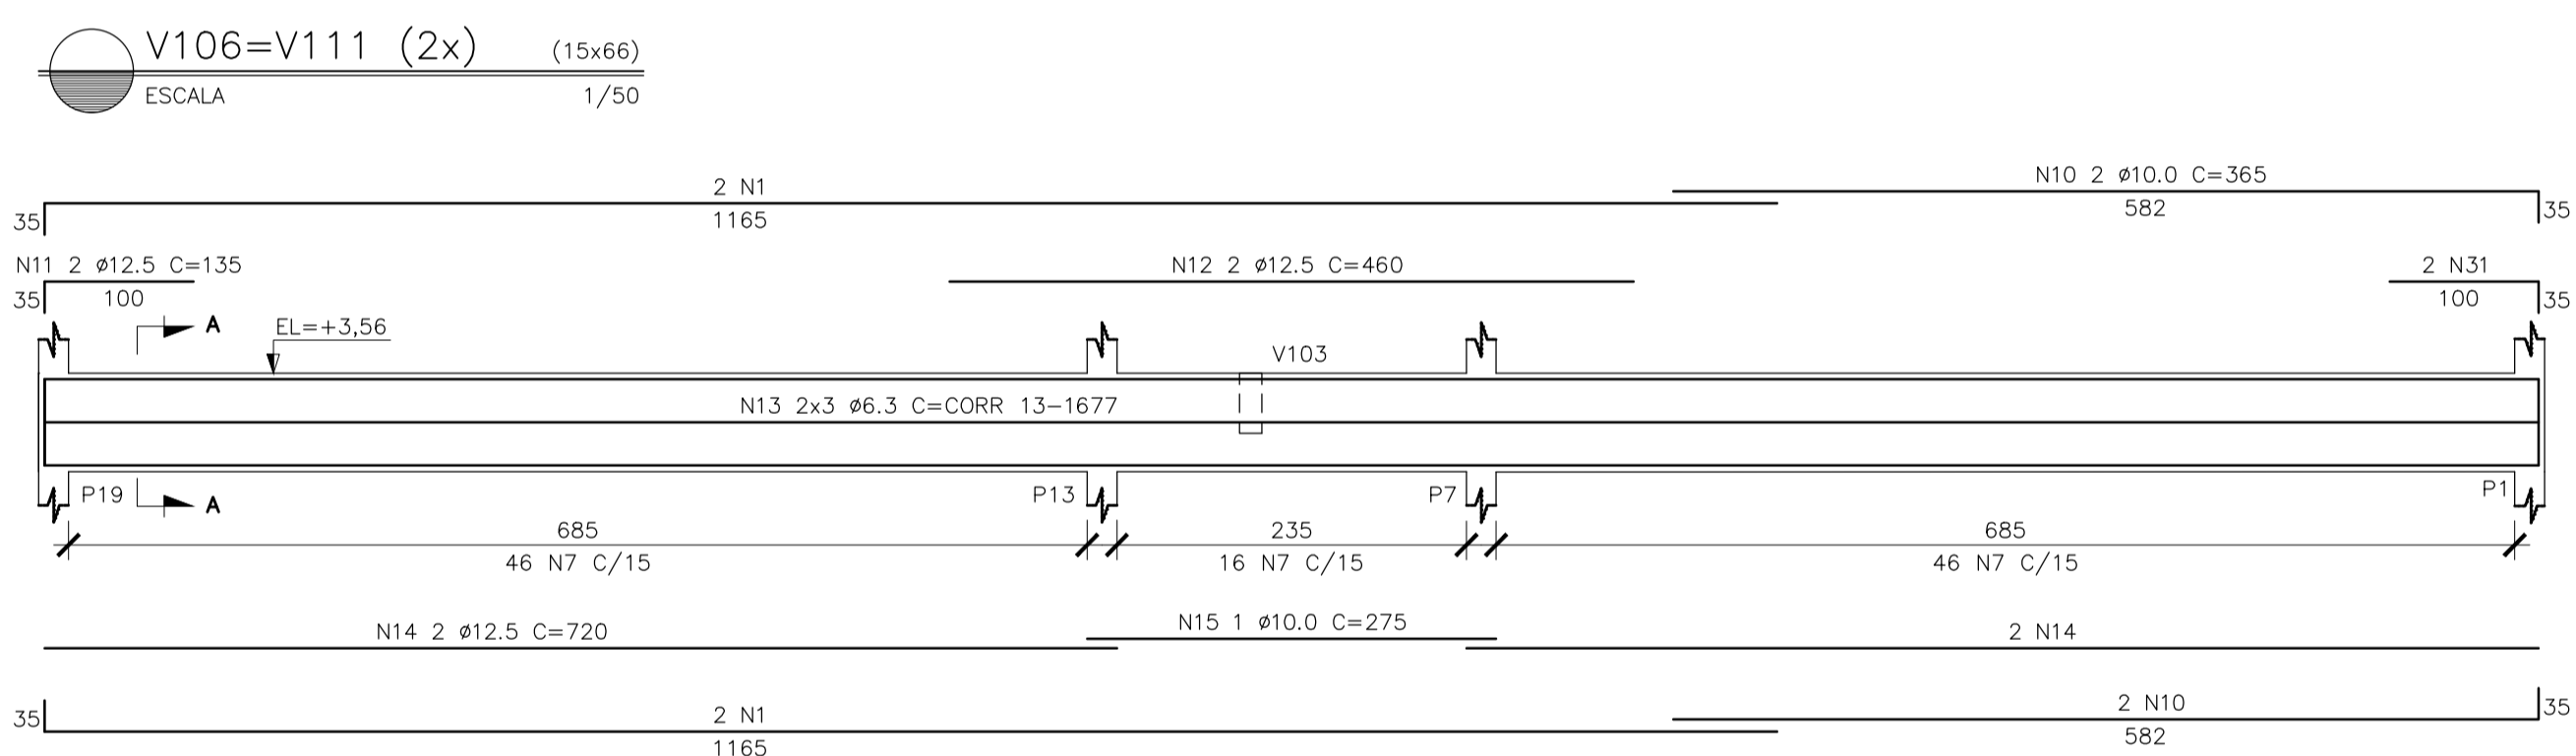 V106=V111 (2x) (15x66)
ESCALA 1/50
N10 2 ø10.0 C=365
2 N1
35 1165 582 35
N11 2 ø12.5 C=135 N12 2 ø12.5 C=460 2 N31
35 100 100 35
A EL=+3,56
V103
N13 2x3 ø6.3 C=CORR 13-1677
P19 A P13 P7 P1
685 235 685
46 N7 C/15 16 N7 C/15 46 N7 C/15
N15 1 ø10.0 C=275
N14 2 ø12.5 C=720 2 N14
2 N10
35 2 N1 35
1165 582